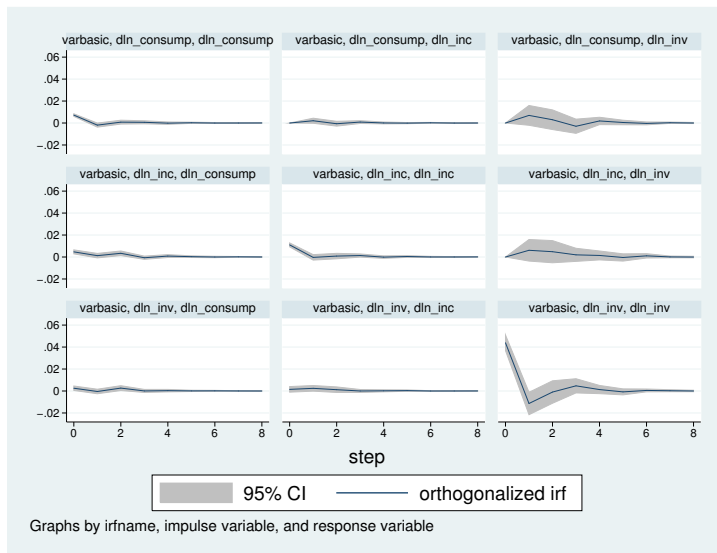 varbasic, dln_consump, dln_consump
varbasic, dln_consump, dln_inc
varbasic, dln_consump, dln_inv
.06
.04
.02
0
−.02
varbasic, dln_inc, dln_consump
varbasic, dln_inc, dln_inc
varbasic, dln_inc, dln_inv
.06
.04
.02
0
−.02
varbasic, dln_inv, dln_consump
varbasic, dln_inv, dln_inc
varbasic, dln_inv, dln_inv
.06
.04
.02
0
−.02
0 2 4 6 8
0 2 4 6 8
0 2 4 6 8
step
95% CI
orthogonalized irf
Graphs by irfname, impulse variable, and response variable